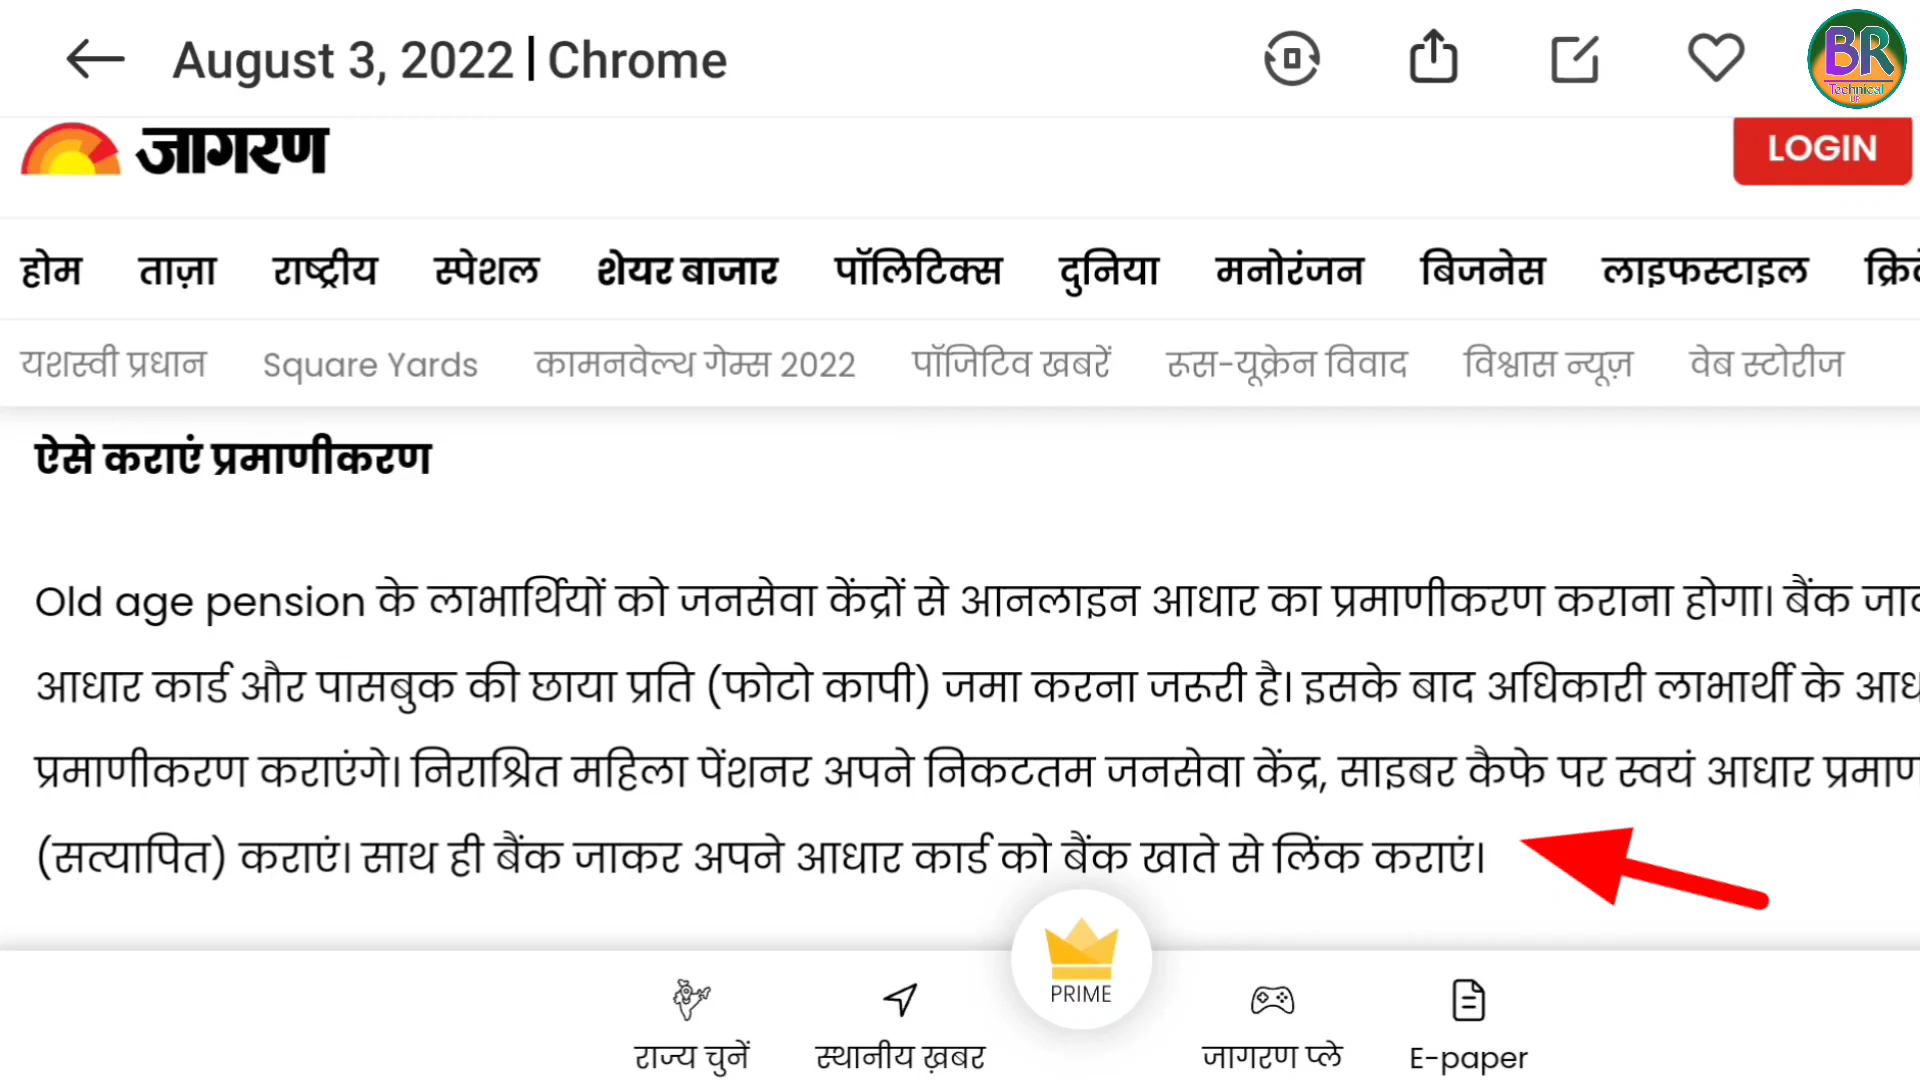 August 3, 2022 | Chrome
BR
Technical
UP
जागरण
LOGIN
होम ताज़ा राष्ट्रीय स्पेशल शेयर बाजार पॉलिटिक्स दुनिया मनोरंजन बिजनेस लाइफस्टाइल
यशस्वी प्रधान Square Yards कामनवेल्थ गेम्स 2022 पॉजिटिव खबरें रूस-यूक्रेन विवाद विश्वास न्यूज़ वेब स्टोरीज
ऐसे कराएं प्रमाणीकरण
Old age pension के लाभार्थियों को जनसेवा केंद्रों से आनलाइन आधार का प्रमाणीकरण कराना होगा। बैंक
आधार कार्ड और पासबुक की छाया प्रति (फोटो कापी) जमा करना जरूरी है। इसके बाद अधिकारी लाभार्थी के
प्रमाणीकरण कराएंगे। निराश्रित महिला पेंशनर अपने निकटतम जनसेवा केंद्र, साइबर कैफे पर स्वयं आधार
(सत्यापित) कराएं। साथ ही बैंक जाकर अपने आधार कार्ड को बैंक खाते से लिंक कराएं।
PRIME
राज्य चुनें स्थानीय ख़बर जागरण प्ले E-paper